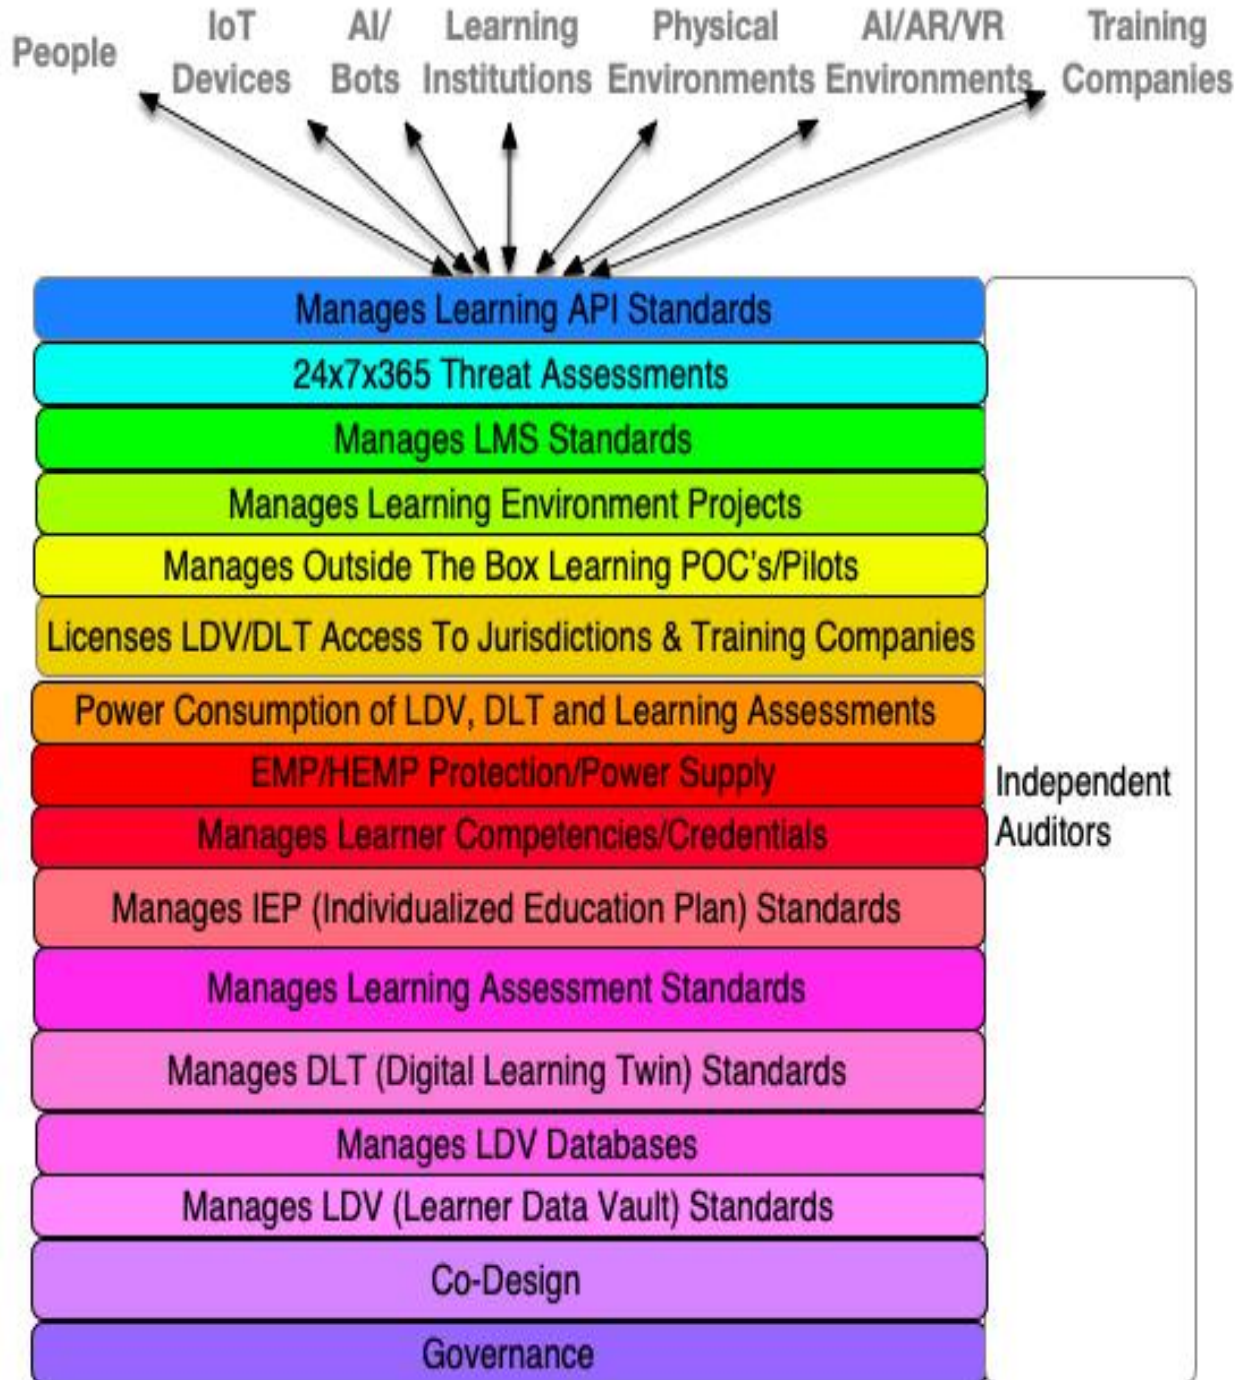 People
IoT
Devices
AI/
Bots
Learning
Institutions
Physical
Environments
AI/AR/VR
Environments
Training
Companies
Manages Learning API Standards
24x7x365 Threat Assessments
Manages LMS Standards
Manages Learning Environment Projects
Manages Outside The Box Learning POC's/Pilots
Licenses LDV/DLT Access To Jurisdictions & Training Companies
Power Consumption of LDV, DLT and Learning Assessments
EMP/HEMP Protection/Power Supply
Manages Learner Competencies/Credentials
Manages IEP (Individualized Education Plan) Standards
Manages Learning Assessment Standards
Manages DLT (Digital Learning Twin) Standards
Manages LDV Databases
Manages LDV (Learner Data Vault) Standards
Co-Design
Governance
Independent
Auditors